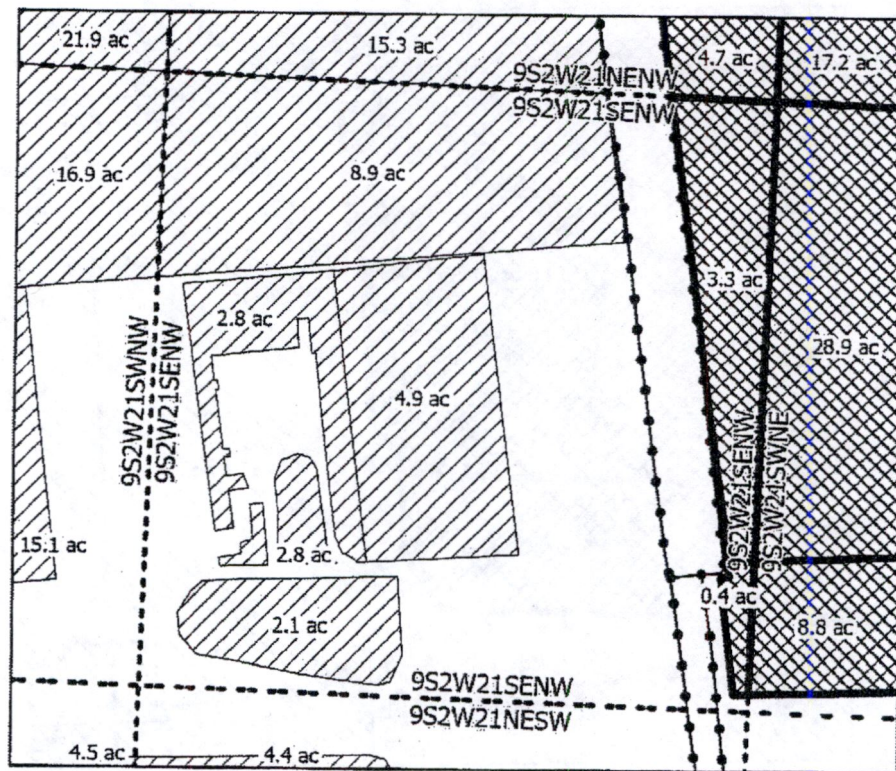 21.9 ac
15.3 ac
4.7 ac
17.2 ac
9S2W21NENW
9S2W21SENW
16.9 ac
8.9 ac
3.3 ac
2.8 ac
28.9 ac
9S2W21SWNW
9S2W21SENW
4.9 ac
9S2W21SENW
9S2W21SWNE
15.1 ac
2.8 ac
0.4 ac
2.1 ac
8.8 ac
9S2W21SENW
9S2W21NESW
4.5 ac
4.4 ac